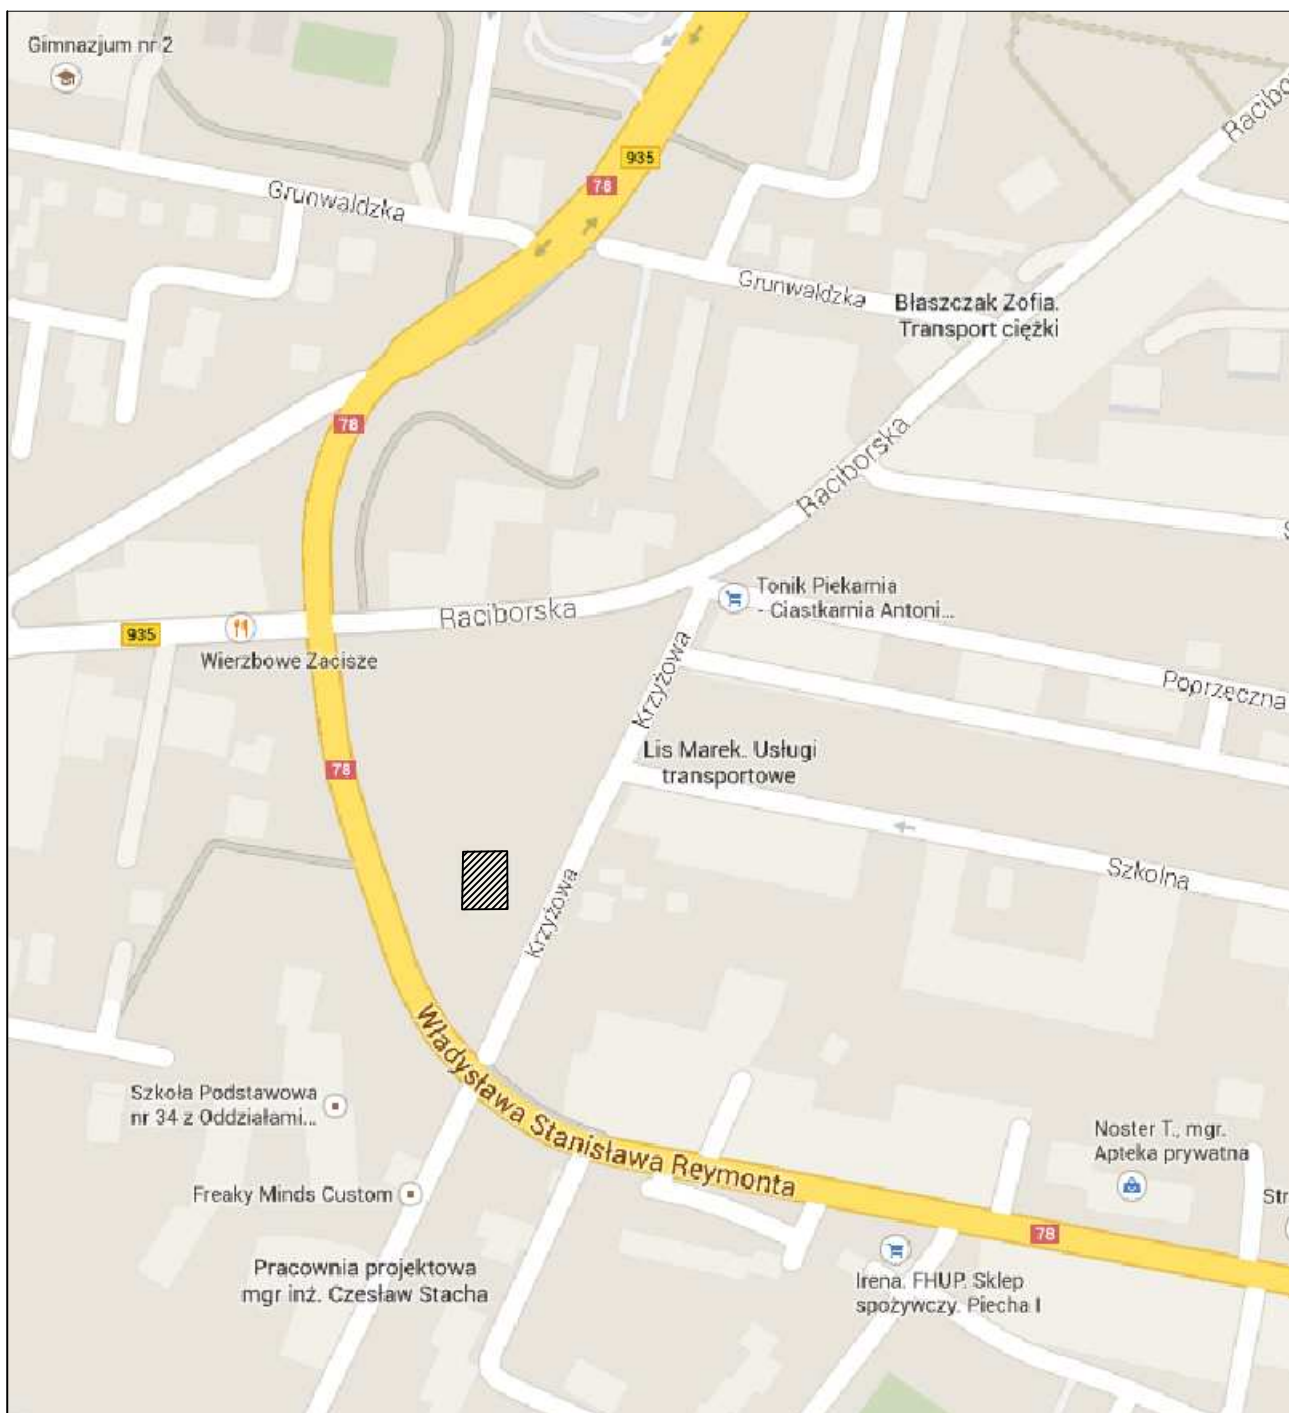 Gimnazjum nr 2
Racibo
935
78
Grunwaldzka
Grunwaldzka
Błaszczak Zofia.
Transport ciężki
78
Raciborska
S
Tonik Piekarnia
- Ciastkarnia Antoni...
Raciborska
935
Wierzbowe Zacisze
Krzyżowa
Poprzeczna
Lis Marek. Usługi
transportowe
78
Szkolna
Krzyżowa
Władysława Stanisława Reymonta
Szkoła Podstawowa
nr 34 z Oddziałami...
Noster T., mgr.
Apteka prywatna
Freaky Minds Custom
Str
78
Pracownia projektowa
mgr inż. Czesław Stacha
Irena. FHUP. Sklep
spożywczy. Piecha I